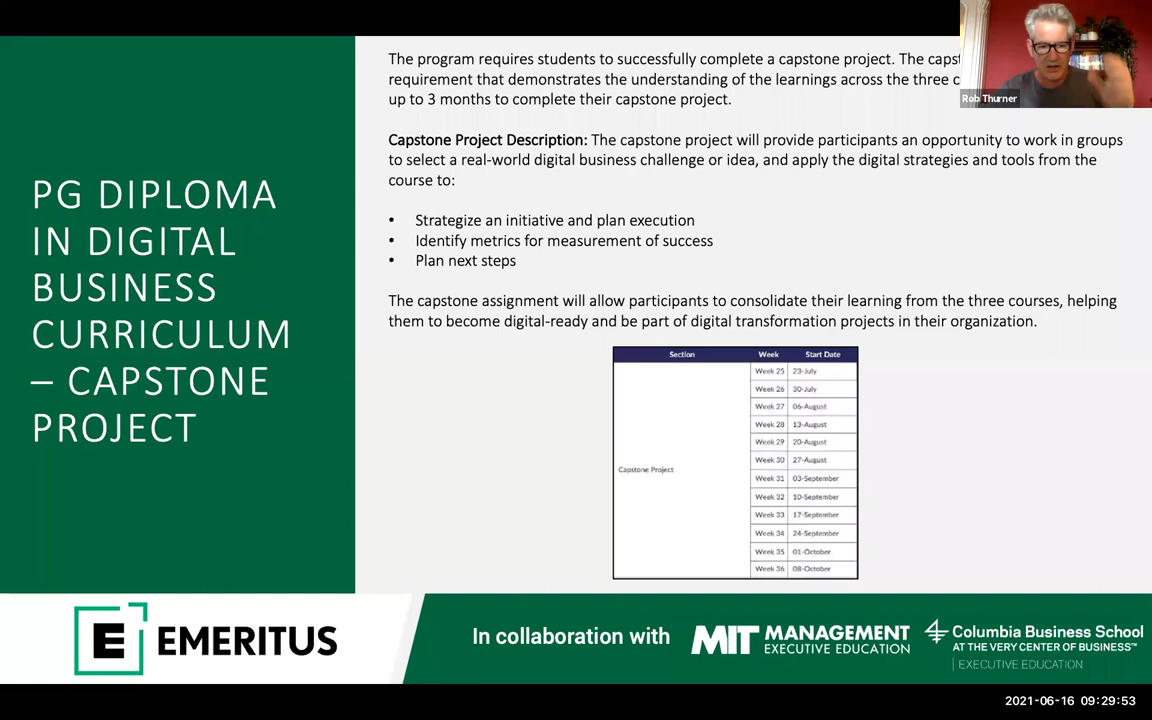 The program requires students to successfully complete a capstone project. The
requirement that demonstrates the understanding of the learnings across the three
up to 3 months to complete their capstone project.
Rob Thurner
PG DIPLOMA
IN DIGITAL
BUSINESS
CURRICULUM
– CAPSTONE
PROJECT
Capstone Project Description: The capstone project will provide participants an opportunity to work in groups
to select a real-world digital business challenge or idea, and apply the digital strategies and tools from the
course to:
• Strategize an initiative and plan execution
• Identify metrics for measurement of success
• Plan next steps
The capstone assignment will allow participants to consolidate their learning from the three courses, helping
them to become digital-ready and be part of digital transformation projects in their organization.
Section Week Start Date
Week 25 23-July
Week 26 30-July
Week 27 06-August
Week 28 13-August
Week 29 20-August
Week 30 27-August
Capstone Project
Week 31 03-September
Week 32 10-September
Week 33 17-September
Week 34 24-September
Week 35 01-October
Week 36 08-October
E EMERITUS
In collaboration with
MIT MANAGEMENT
EXECUTIVE EDUCATION
Columbia Business School
AT THE VERY CENTER OF BUSINESS™
EXECUTIVE EDUCATION
2021-06-16 09:29:53